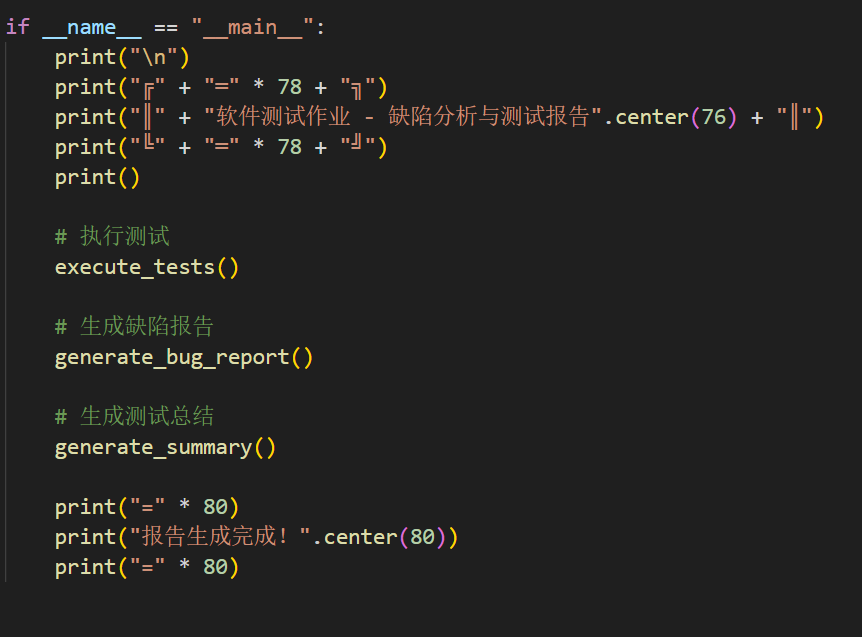 if __name__ == "__main__":
    print("\n")
    print("╔" + "═" * 78 + "╗")
    print("║" + "软件测试作业 - 缺陷分析与测试报告".center(76) + "║")
    print("╚" + "═" * 78 + "╝")
    print()
    # 执行测试
    execute_tests()
    # 生成缺陷报告
    generate_bug_report()
    # 生成测试总结
    generate_summary()
    print("=" * 80)
    print("报告生成完成！".center(80))
    print("=" * 80)